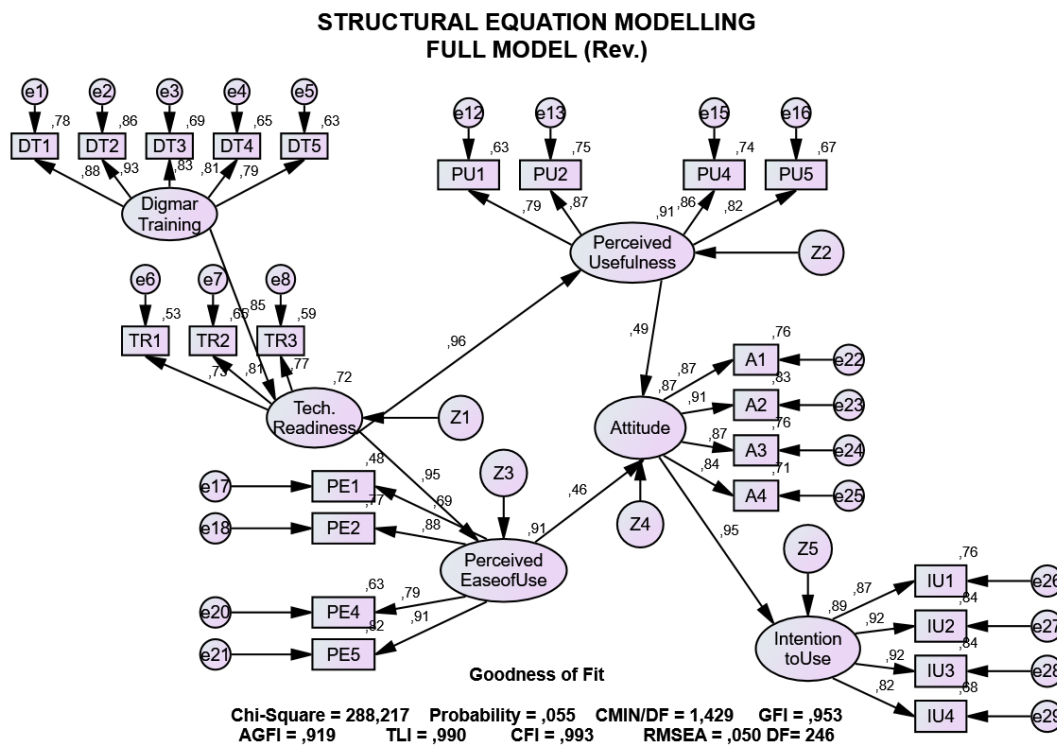 STRUCTURAL EQUATION MODELLING
FULL MODEL (Rev.)
e1 e2 e3 e4 e5
,78 ,86 ,69 ,65 ,63
DT1 DT2 DT3 DT4 DT5
,88 ,93 ,83 ,81 ,79
Digmar
Training
e12 e13 e15 e16
,63 ,75 ,74 ,67
PU1 PU2 PU4 PU5
,79 ,87 ,91 ,86 ,82
Perceived
Usefulness
Z2
e6 e7 e8
,53 ,65 ,59
,85
TR1 TR2 TR3
,73 ,81 ,77
,72
Tech.
Readiness
Z1
,96
,49
,76
A1 e22
,87
,87
,83
A2 e23
,91
Attitude
,76
A3 e24
,87
,71
A4 e25
,84
Z4
,48
,95
Z3
e17 PE1
,69
,77
e18 PE2
,88
,46
,91
Perceived
EaseofUse
,63
e20 PE4
,79
,82
e21 PE5
,91
,95
Z5
,76
IU1 e26
,87
,89
,84
IU2 e27
,92
Intention
toUse
,84
IU3 e28
,92
,68
IU4 e29
,82
Goodness of Fit
Chi-Square = 288,217 Probability = ,055 CMIN/DF = 1,429 GFI = ,953
AGFI = ,919 TLI = ,990 CFI = ,993 RMSEA = ,050 DF= 246